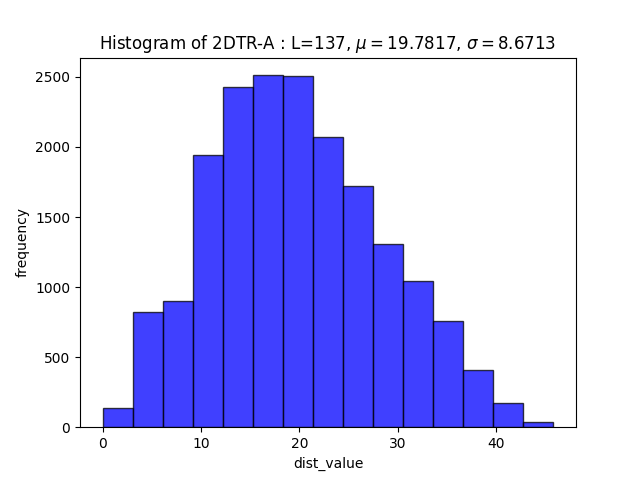 Histogram of 2DTR-A : L=137, μ = 19.7817, σ = 8.6713
2500
2000
1500
1000
500
0
frequency
0 10 20 30 40
dist_value